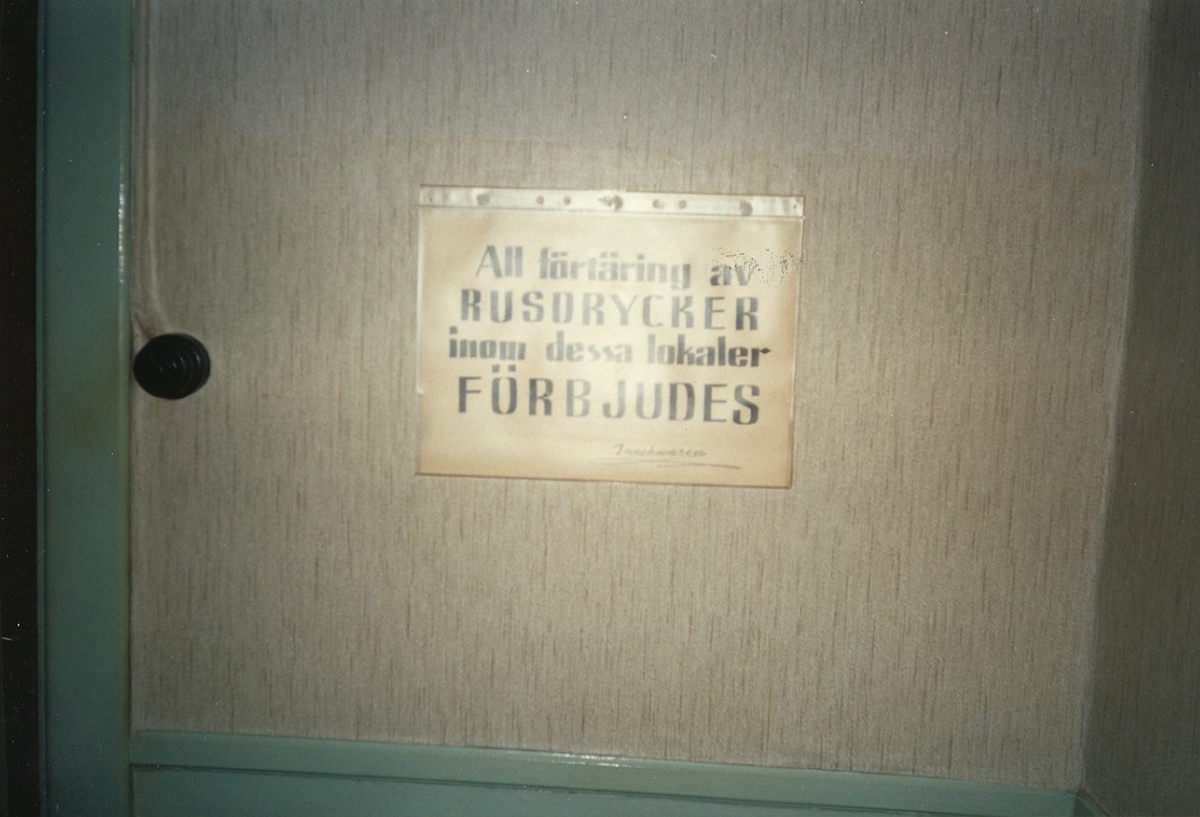 All förtäring av
RUSDRYCKER
inom dessa lokaler
FÖRBJUDES